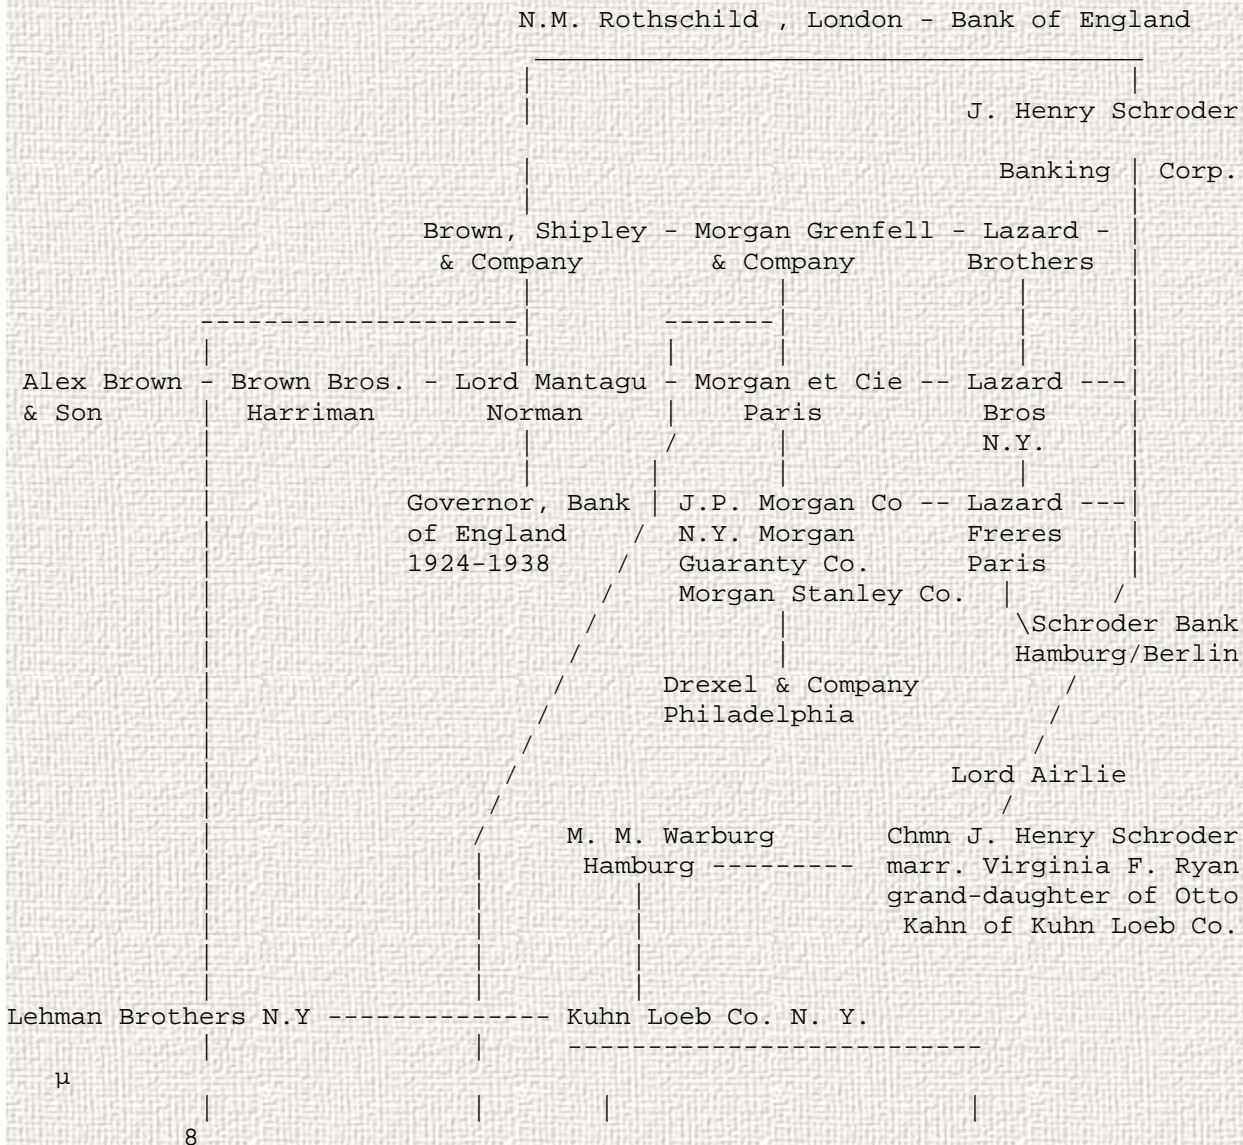 N.M. Rothschild , London - Bank of England
J. Henry Schroder
Banking | Corp.
Brown, Shipley - Morgan Grenfell - Lazard -
& Company & Company Brothers
Alex Brown - Brown Bros. - Lord Mantagu - Morgan et Cie -- Lazard ---
& Son Harriman Norman Paris Bros
N.Y.
Governor, Bank J.P. Morgan Co -- Lazard ---
of England N.Y. Morgan Freres
1924-1938 Guaranty Co. Paris
Morgan Stanley Co.
\Schroder Bank
Hamburg/Berlin
Drexel & Company
Philadelphia
Lord Airlie
M. M. Warburg Chmn J. Henry Schroder
Hamburg --------- marr. Virginia F. Ryan
grand-daughter of Otto
Kahn of Kuhn Loeb Co.
Lehman Brothers N.Y -------------- Kuhn Loeb Co. N. Y.
µ
8